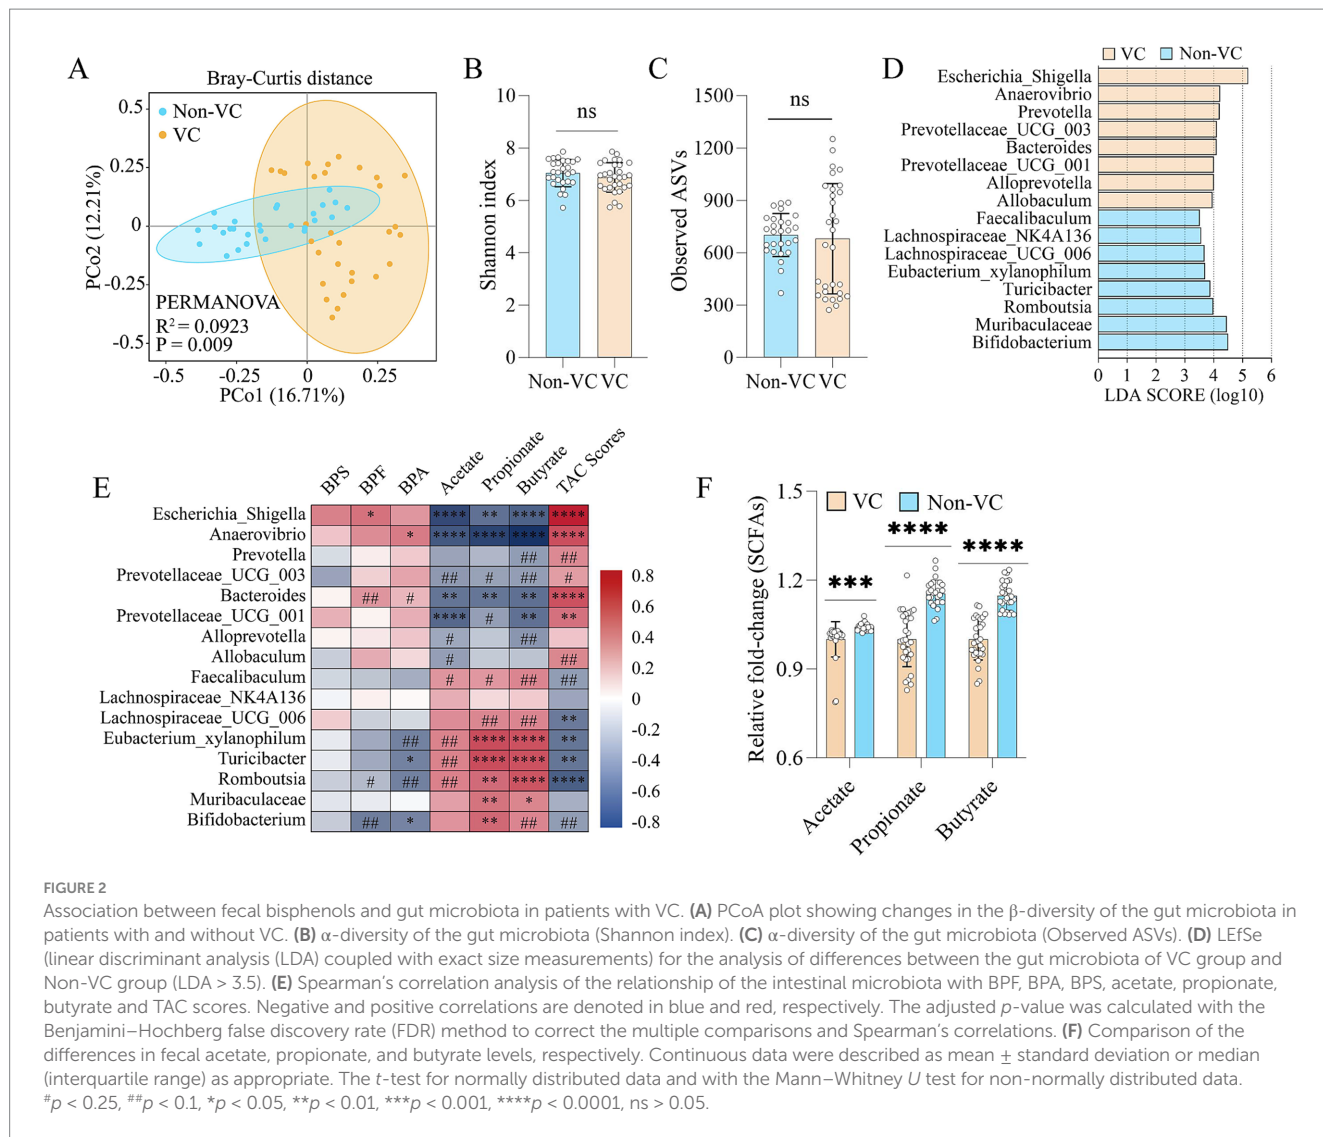 A
Bray-Curtis distance
Non-VC
VC
0.5
0.25
0
-0.25
-0.5
PCo2 (12.21%)
PERMANOVA
R² = 0.0923
P = 0.009
-0.5 -0.25 0 0.25
PCo1 (16.71%)
B
ns
10
8
6
4
2
0
Shannon index
Non-VC VC
C
ns
1500
1200
900
600
300
0
Observed ASVs
Non-VC VC
D
VC Non-VC
Escherichia_Shigella
Anaerovibrio
Prevotella
Prevotellaceae_UCG_003
Bacteroides
Prevotellaceae_UCG_001
Alloprevotella
Allobaculum
Faecalibaculum
Lachnospiraceae_NK4A136
Lachnospiraceae_UCG_006
Eubacterium_xylanophilum
Turicibacter
Romboutsia
Muribaculaceae
Bifidobacterium
0 1 2 3 4 5 6
LDA SCORE (log10)
E
BPS BPF BPA Acetate Propionate Butyrate TAC Scores
Escherichia_Shigella * **** ** **** ****
Anaerovibrio * **** **** **** ****
Prevotella ## ##
Prevotellaceae_UCG_003 ## # ## #
Bacteroides ## # ** ** ** ****
Prevotellaceae_UCG_001 **** # ** **
Alloprevotella # ##
Allobaculum # ##
Faecalibaculum # # ## ##
Lachnospiraceae_NK4A136
Lachnospiraceae_UCG_006 ## ## **
Eubacterium_xylanophilum ## ## **** **** **
Turicibacter * ## **** **** **
Romboutsia # ## ## ** **** ****
Muribaculaceae ** *
Bifidobacterium ## * ** ## ##
0.8
0.6
0.4
0.2
0
-0.2
-0.4
-0.6
-0.8
F
VC Non-VC
1.5
1.2
0.9
0.6
Relative fold-change (SCFAs)
*** **** ****
Acetate Propionate Butyrate
FIGURE 2
Association between fecal bisphenols and gut microbiota in patients with VC. (A) PCoA plot showing changes in the β-diversity of the gut microbiota in
patients with and without VC. (B) α-diversity of the gut microbiota (Shannon index). (C) α-diversity of the gut microbiota (Observed ASVs). (D) LEfSe
(linear discriminant analysis (LDA) coupled with exact size measurements) for the analysis of differences between the gut microbiota of VC group and
Non-VC group (LDA > 3.5). (E) Spearman's correlation analysis of the relationship of the intestinal microbiota with BPF, BPA, BPS, acetate, propionate,
butyrate and TAC scores. Negative and positive correlations are denoted in blue and red, respectively. The adjusted p-value was calculated with the
Benjamini–Hochberg false discovery rate (FDR) method to correct the multiple comparisons and Spearman's correlations. (F) Comparison of the
differences in fecal acetate, propionate, and butyrate levels, respectively. Continuous data were described as mean ± standard deviation or median
(interquartile range) as appropriate. The t-test for normally distributed data and with the Mann–Whitney U test for non-normally distributed data.
#p < 0.25, ##p < 0.1, *p < 0.05, **p < 0.01, ***p < 0.001, ****p < 0.0001, ns > 0.05.